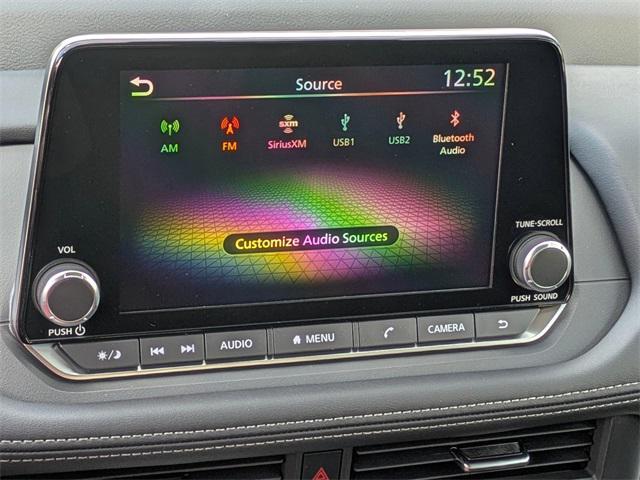 Source
12:52
AM
FM
sxm
SiriusXM
USB1
USB2
Bluetooth
Audio
Customize Audio Sources
VOL
PUSH
TUNE-SCROLL
PUSH SOUND
AUDIO
MENU
CAMERA